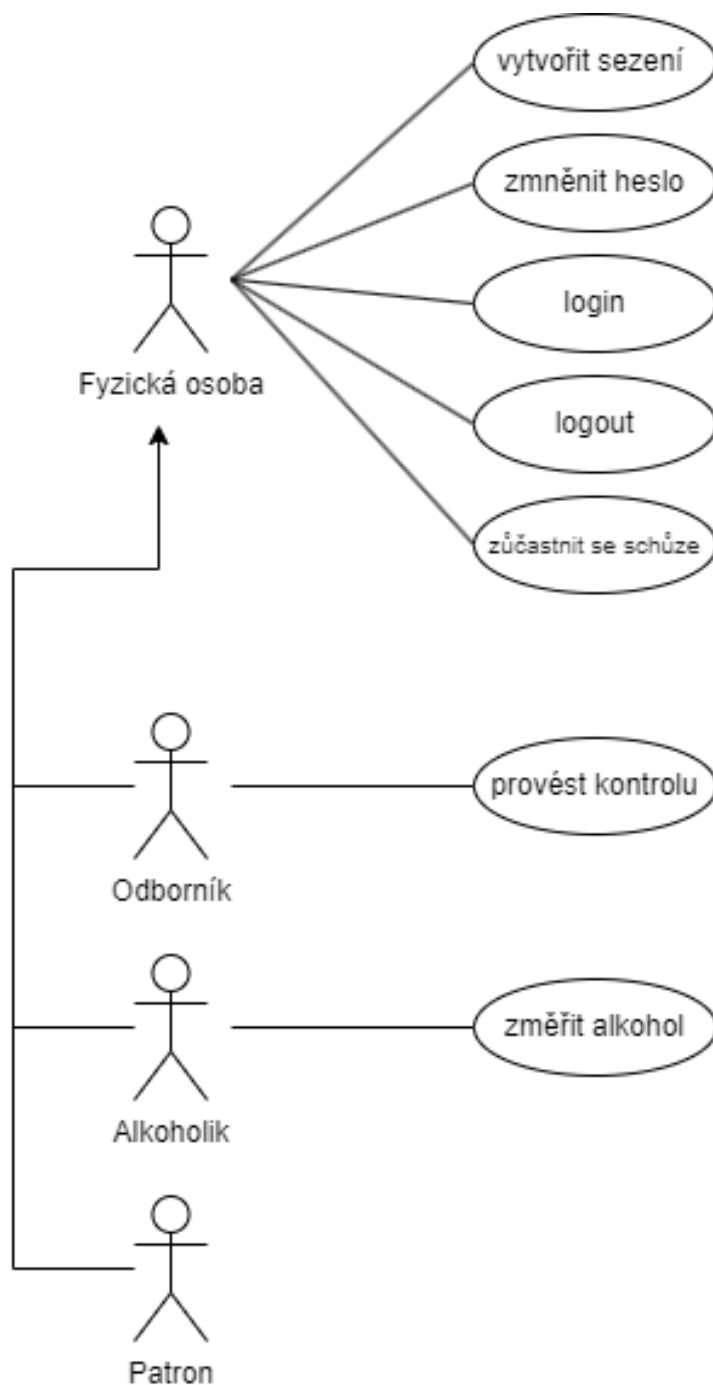 vytvořit sezení
zmněnit heslo
login
logout
zůčastnit se schůze
Fyzická osoba
provést kontrolu
Odborník
změřit alkohol
Alkoholik
Patron